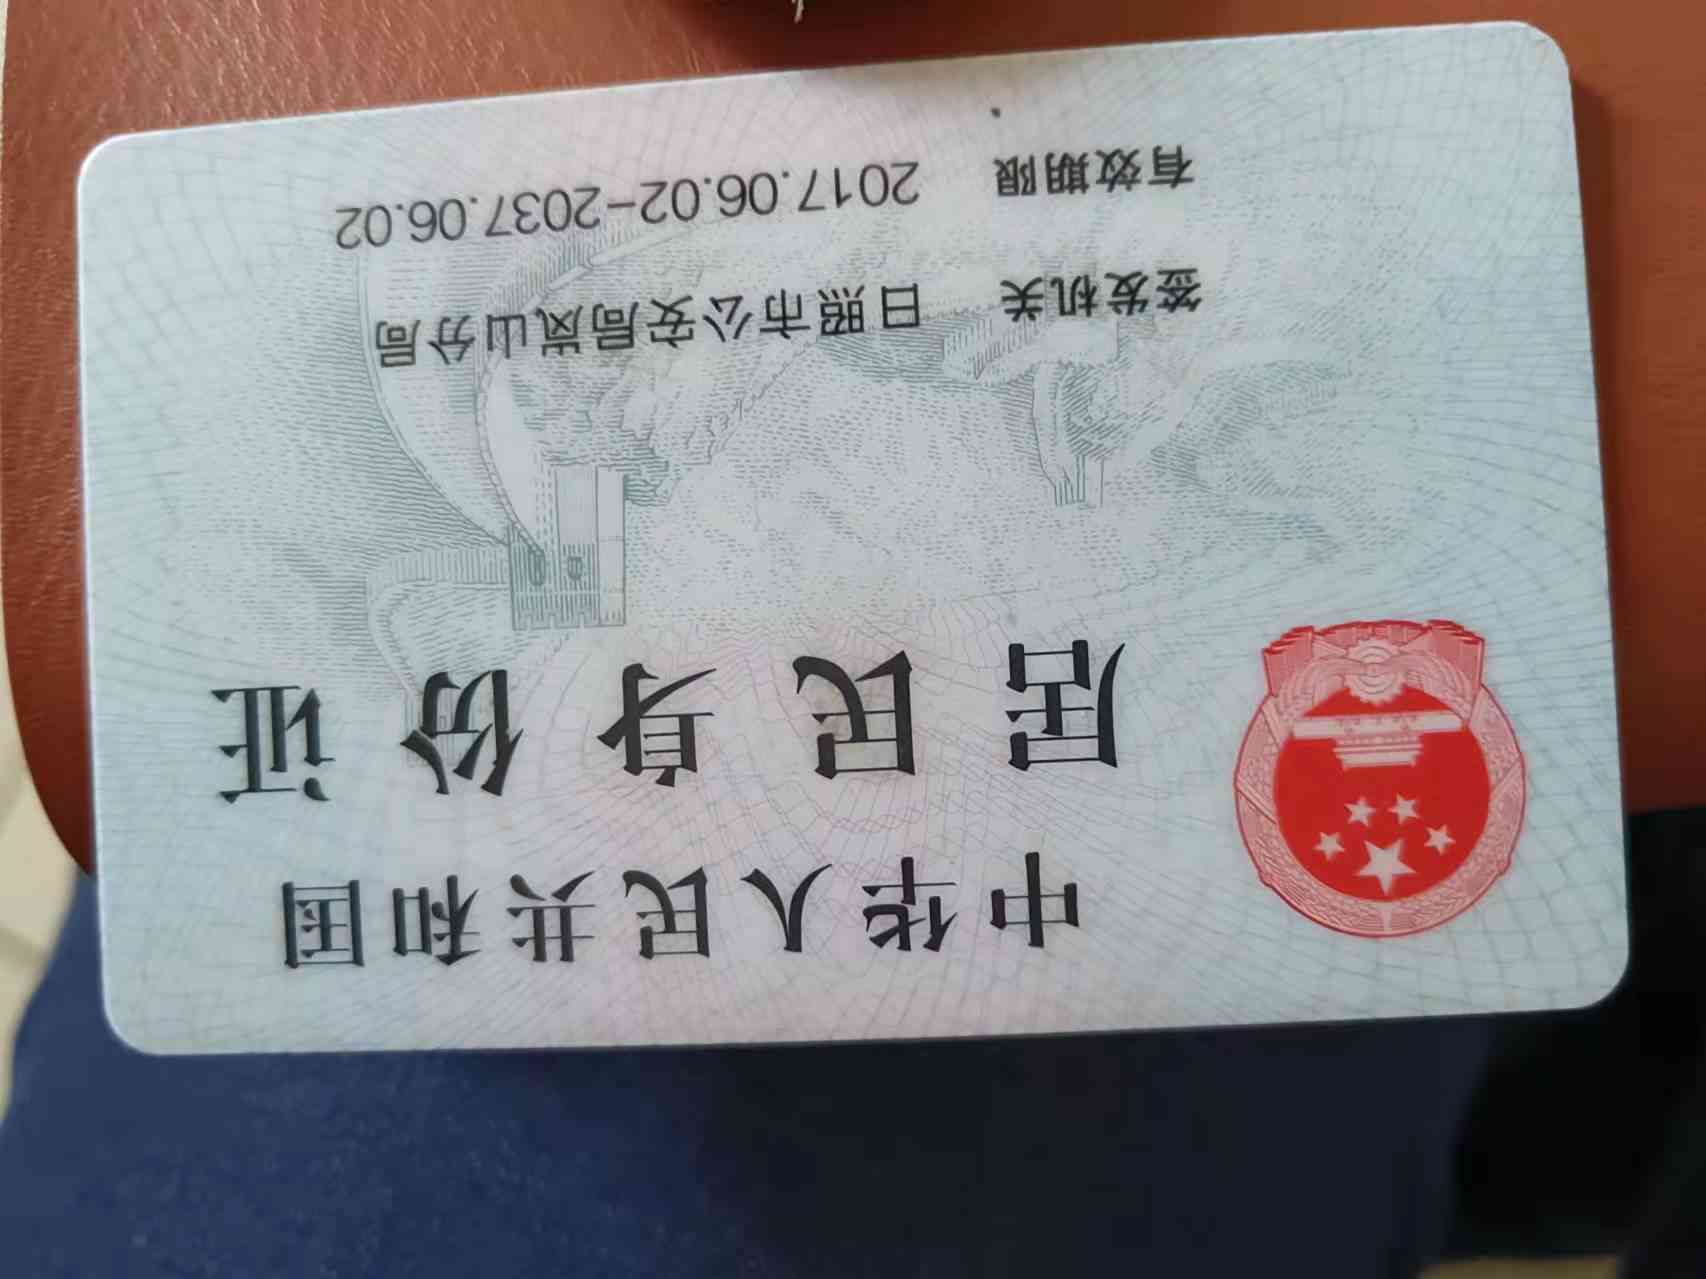 中华人民共和国
居民身份证
签发机关 日照市公安局岚山分局
有效期限 2017.06.02-2037.06.02